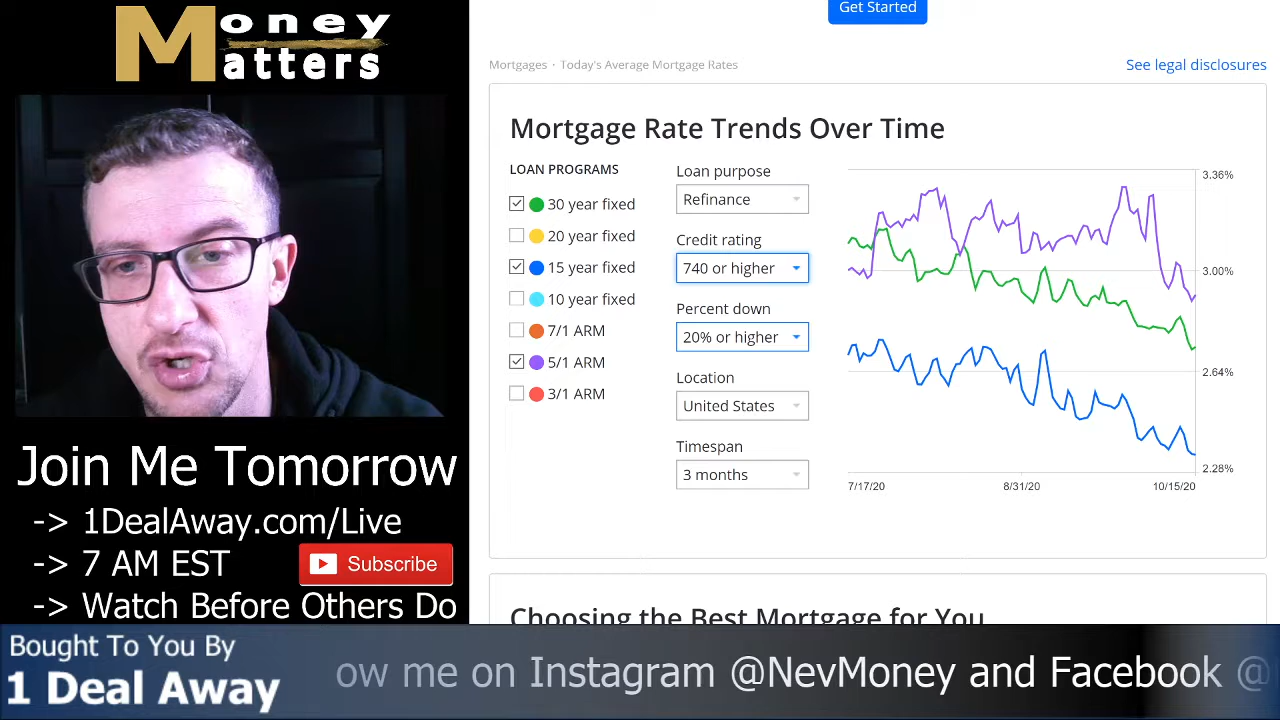 Money
Matters
Join Me Tomorrow
-> 1DealAway.com/Live
-> 7 AM EST
Subscribe
-> Watch Before Others Do
Get Started
Mortgages · Today's Average Mortgage Rates
See legal disclosures
Mortgage Rate Trends Over Time
LOAN PROGRAMS
30 year fixed
20 year fixed
15 year fixed
10 year fixed
7/1 ARM
5/1 ARM
3/1 ARM
Loan purpose
Refinance
Credit rating
740 or higher
Percent down
20% or higher
Location
United States
Timespan
3 months
3.36%
3.00%
2.64%
2.28%
7/17/20 8/31/20 10/15/20
Choosing the Best Mortgage for You
Bought To You By
1 Deal Away
ow me on Instagram @NevMoney and Facebook @